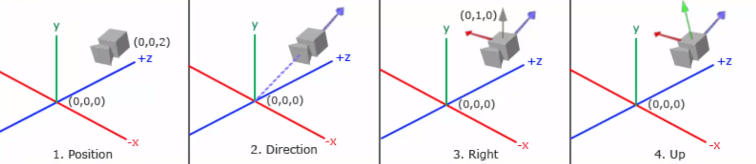 y
(0,0,2)
+z
(0,0,0)
-x
1. Position
y
+z
(0,0,0)
-x
2. Direction
(0,1,0)
y
+z
(0,0,0)
-x
3. Right
y
+z
(0,0,0)
-x
4. Up